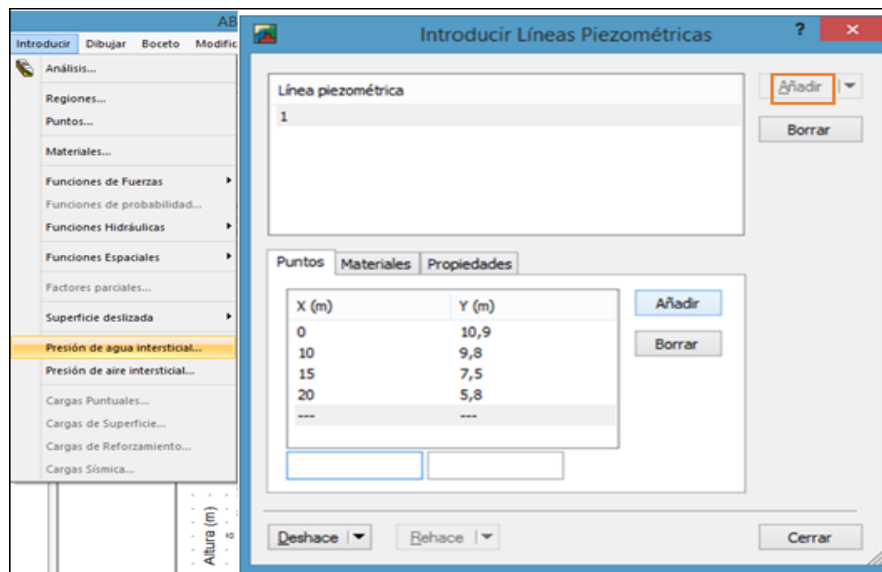 AB
Introducir Dibujar Boceto Modific
Análisis...
Regiones...
Puntos...
Materiales...
Funciones de Fuerzas
Funciones de probabilidad...
Funciones Hidráulicas
Funciones Espaciales
Factores parciales...
Superficie deslizada
Presión de agua intersticial...
Presión de aire intersticial...
Cargas Puntuales...
Cargas de Superficie...
Cargas de Reforzamiento...
Cargas Sísmica...
Altura (m)
Introducir Líneas Piezométricas
?
Línea piezométrica
1
Añadir
Borrar
Puntos Materiales Propiedades
X (m) Y (m)
0 10,9
10 9,8
15 7,5
20 5,8
--- ---
Añadir
Borrar
Deshace Rehace Cerrar